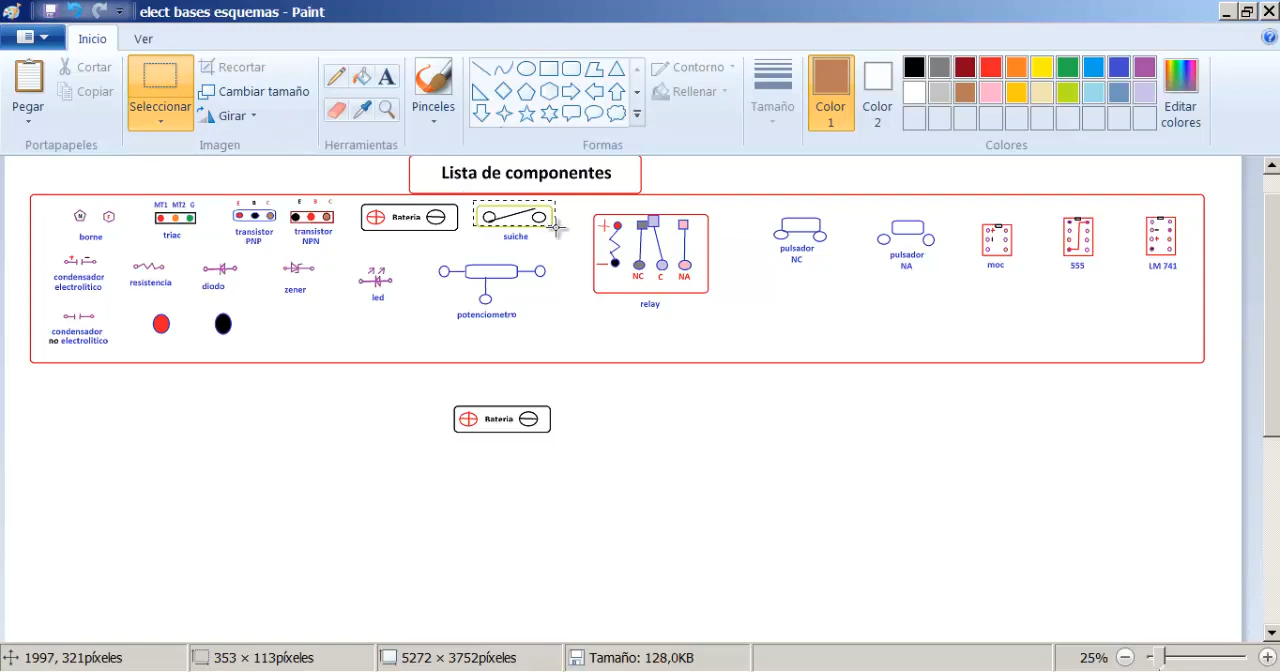 elect bases esquemas - Paint
Inicio
Ver
Pegar
Cortar
Copiar
Portapapeles
Seleccionar
Recortar
Cambiar tamaño
Girar
Imagen
A
Herramientas
Pinceles
Contorno
Rellenar
Formas
Tamaño
Color
1
Color
2
Editar
colores
Colores
Lista de componentes
borne
MT1 MT2 G
triac
E B C
transistor
PNP
E B C
transistor
NPN
Bateria
suiche
NC C NA
relay
pulsador
NC
pulsador
NA
moc
555
LM 741
condensador
electrolitico
resistencia
diodo
zener
led
potenciometro
condensador
no electrolitico
Bateria
1997, 321píxeles
353 × 113píxeles
5272 × 3752píxeles
Tamaño: 128,0KB
25%